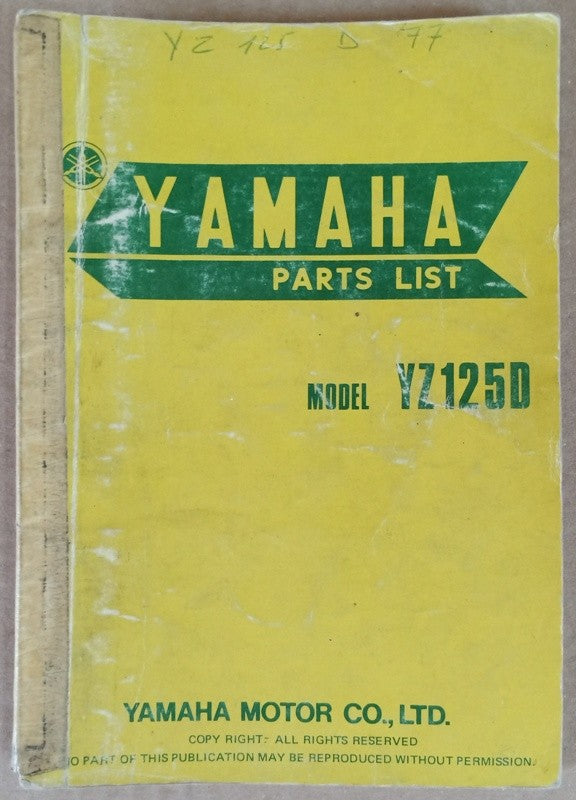 YZ 125 D '77
YAMAHA
PARTS LIST
MODEL YZ125D
YAMAHA MOTOR CO., LTD.
COPY RIGHT:- ALL RIGHTS RESERVED
NO PART OF THIS PUBLICATION MAY BE REPRODUCED WITHOUT PERMISSION.